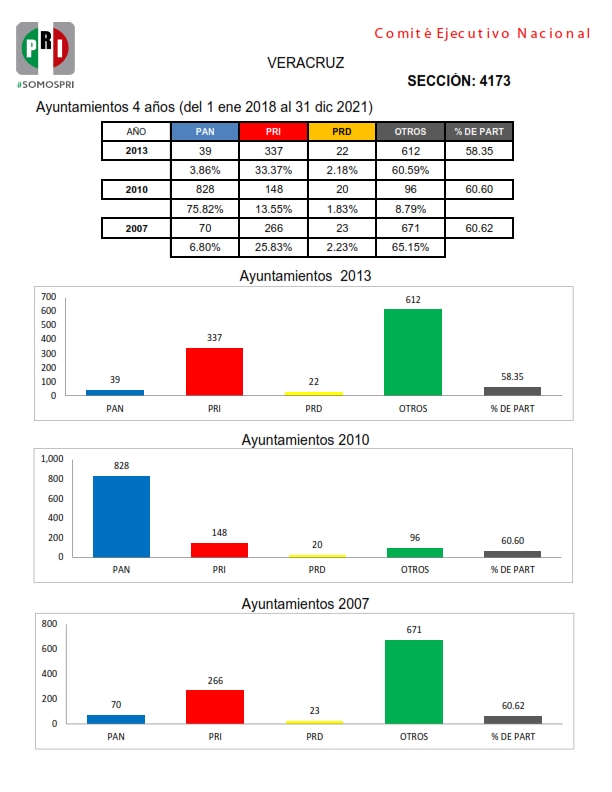 Comité Ejecutivo Nacional
PRI
#SOMOSPRI
VERACRUZ
SECCIÓN: 4173
Ayuntamientos 4 años (del 1 ene 2018 al 31 dic 2021)
AÑO PAN PRI PRD OTROS % DE PART
2013 39 337 22 612 58.35
3.86% 33.37% 2.18% 60.59%
2010 828 148 20 96 60.60
75.82% 13.55% 1.83% 8.79%
2007 70 266 23 671 60.62
6.80% 25.83% 2.23% 65.15%
Ayuntamientos 2013
700
600
500
400
300
200
100
0
39 337 22 612 58.35
PAN PRI PRD OTROS % DE PART
Ayuntamientos 2010
1,000
800
600
400
200
0
828 148 20 96 60.60
PAN PRI PRD OTROS % DE PART
Ayuntamientos 2007
800
600
400
200
0
70 266 23 671 60.62
PAN PRI PRD OTROS % DE PART